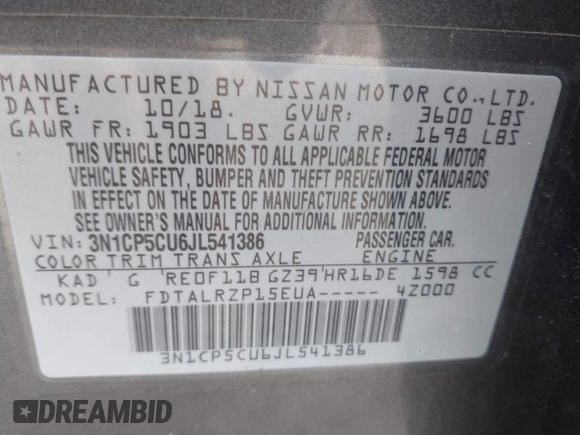 MANUFACTURED BY NISSAN MOTOR CO.,LTD.
DATE: 10/18. GVWR: 3600 LBS
GAWR FR: 1903 LBS GAWR RR: 1698 LBS
THIS VEHICLE CONFORMS TO ALL APPLICABLE FEDERAL MOTOR
VEHICLE SAFETY, BUMPER AND THEFT PREVENTION STANDARDS
IN EFFECT ON THE DATE OF MANUFACTURE SHOWN ABOVE.
SEE OWNER'S MANUAL FOR ADDITIONAL INFORMATION.
VIN: 3N1CP5CU6JL541386 PASSENGER CAR.
COLOR TRIM TRANS AXLE ENGINE
KAD G RE0F11B GZ39 HR16DE 1598 CC
MODEL: FDTALRZP15EUA----- 4Z000
3N1CP5CU6JL541386
DREAMBID